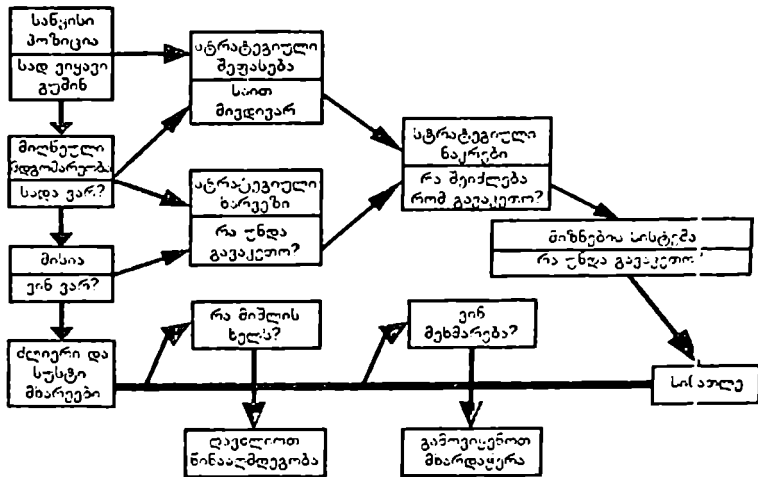 საწყისი
პოზიცია
სად ვიყავი
გუშინ
სტრატეგიული
შეფასება
საით
მივდივარ
მიღწეული
მდგომარეობა
სადა ვარ?
სტრატეგიული
ხარვეზი
რა უნდა
გავაკეთო?
სტრატეგიული
ნაკრები
რა შეიძლება
რომ გავაკეთო?
მისია
ვინ ვარ?
მიზნების სისტემა
რა უნდა გავაკეთო?
ძლიერი და
სუსტი
მხარეები
რა მიშლის
ხელს?
ვინ
მეხმარება?
სინათლე
დავძლიოთ
წინააღმდეგობა
გამოვიყენოთ
მხარდაჭერა